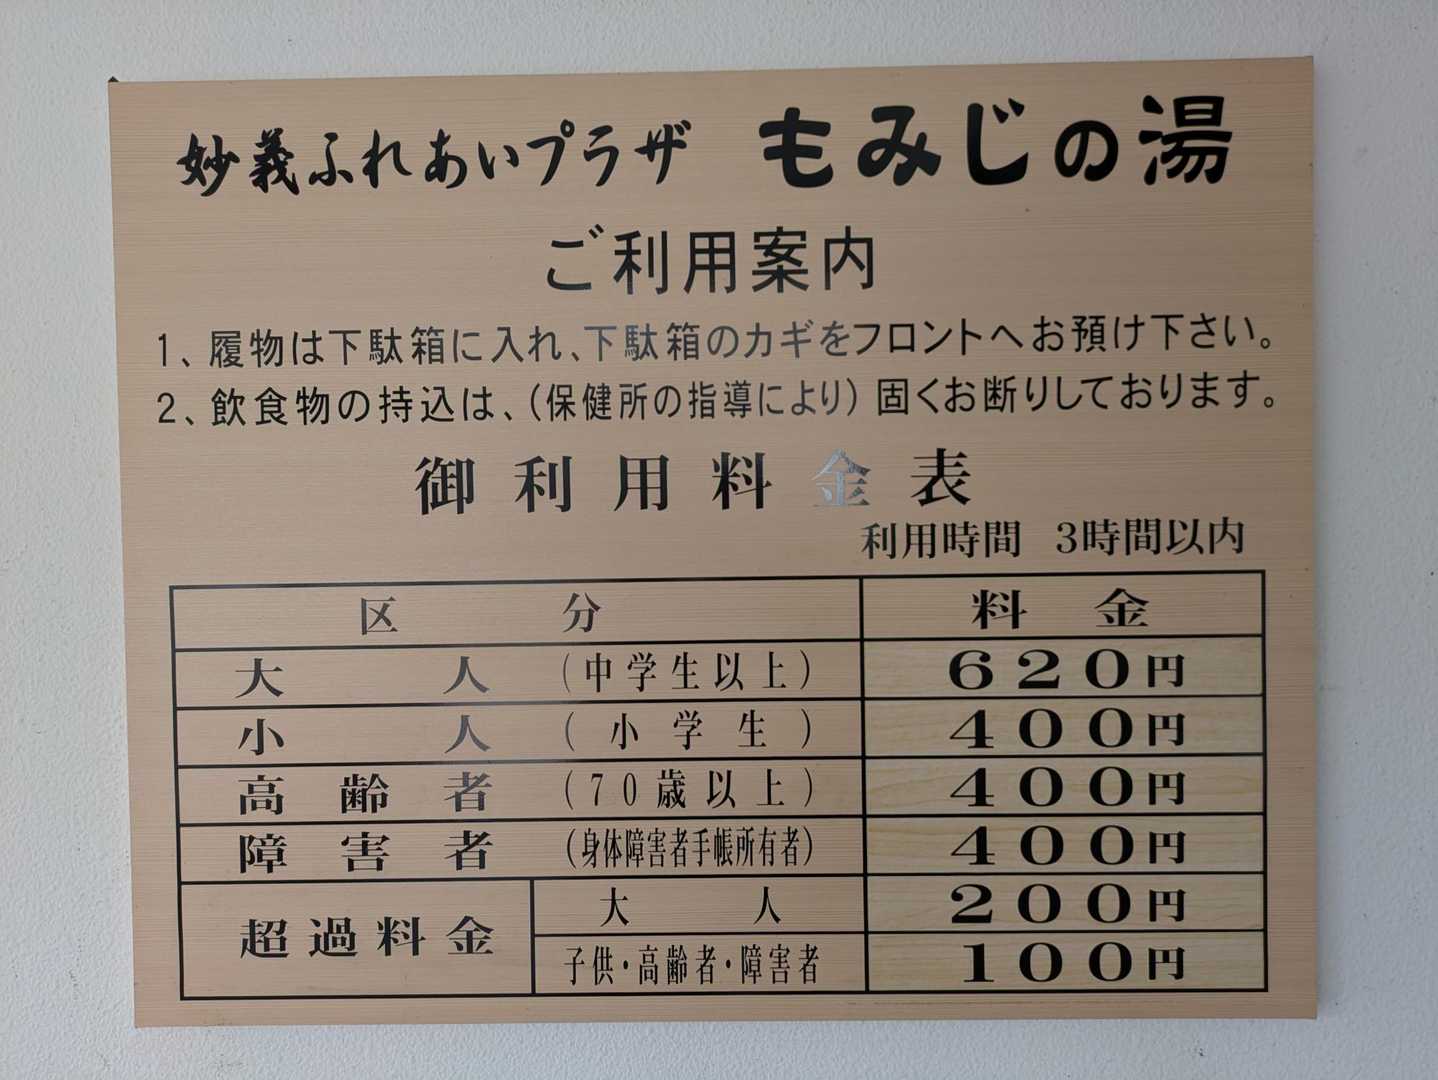 妙義ふれあいプラザ もみじの湯
ご利用案内
1、履物は下駄箱に入れ、下駄箱のカギをフロントへお預け下さい。
2、飲食物の持込は、(保健所の指導により) 固くお断りしております。
御利用料金表
利用時間 3時間以内
区分 料金
大人 (中学生以上) 620円
小人 (小学生) 400円
高齢者 (70歳以上) 400円
障害者 (身体障害者手帳所有者) 400円
超過料金 大人 200円
子供・高齢者・障害者 100円